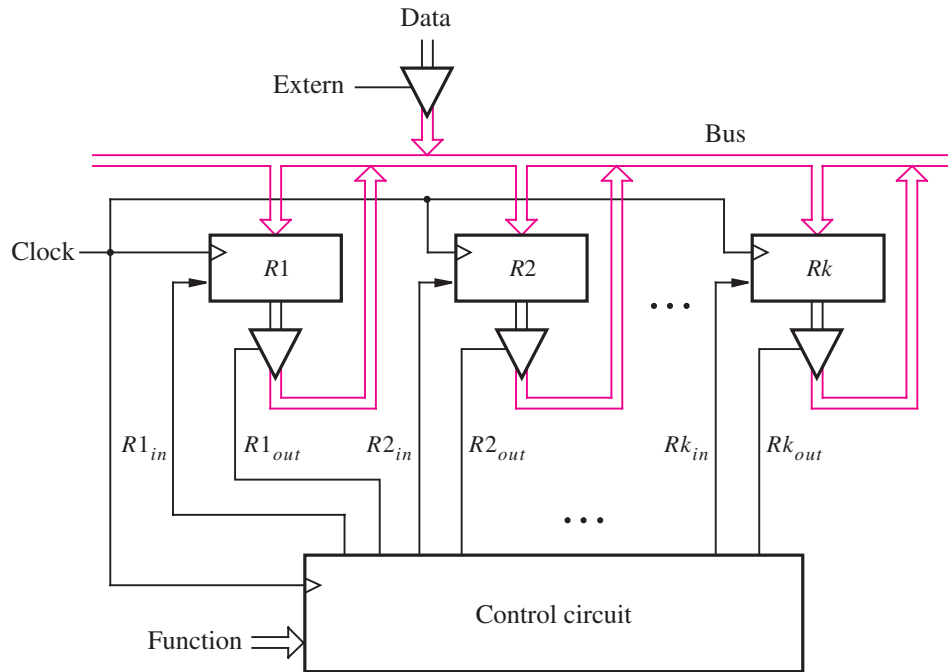 Data
Extern
Bus
Clock
R1
R2
Rk
• • •
R1in
R1out
R2in
R2out
Rkin
Rkout
• • •
Control circuit
Function